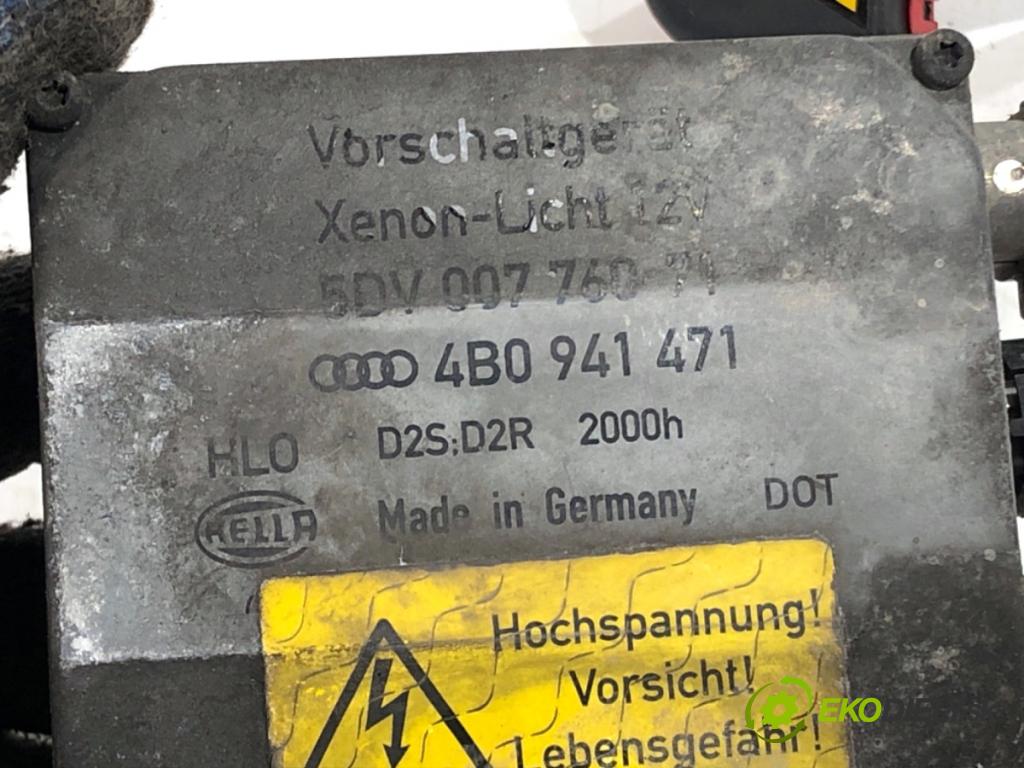 Vorschaltgerät
Xenon-Licht 12V
5DV 007 760-71
4B0 941 471
HLO D2S;D2R 2000h
HELLA Made in Germany DOT
Hochspannung!
Vorsicht!
Lebensgefahr!
EKO